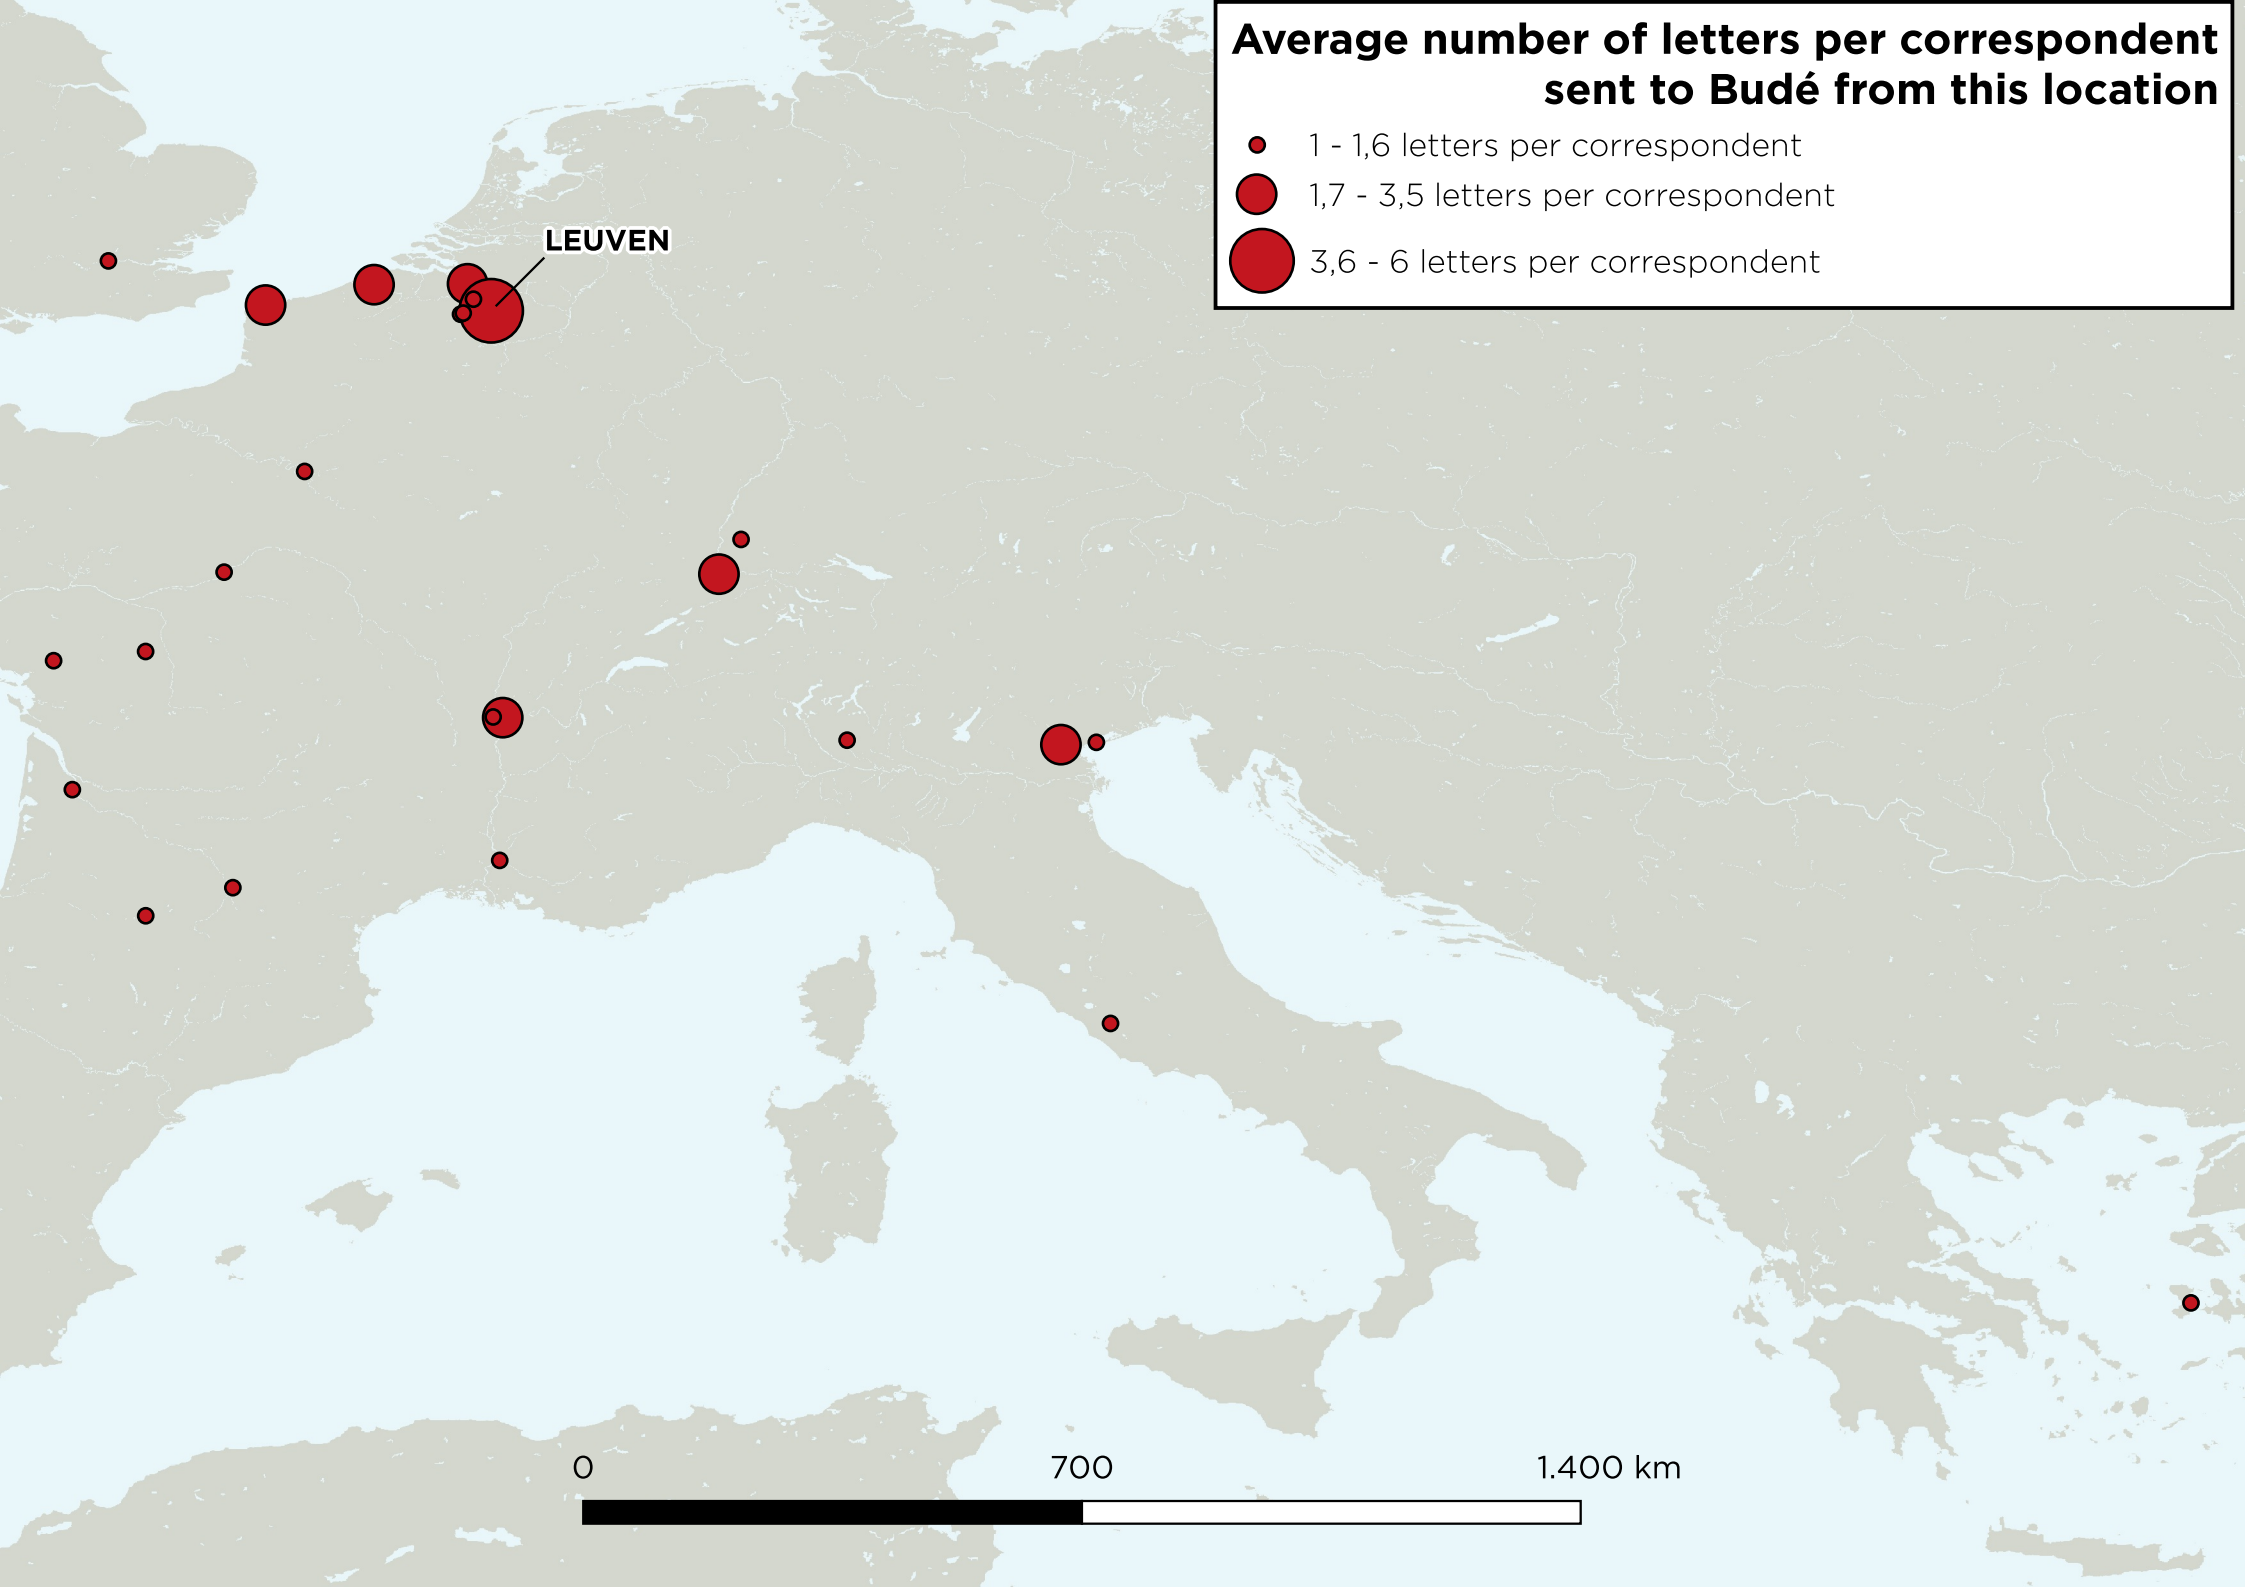 Average number of letters per correspondent
sent to Budé from this location
1 - 1,6 letters per correspondent
1,7 - 3,5 letters per correspondent
3,6 - 6 letters per correspondent
LEUVEN
0 700 1.400 km